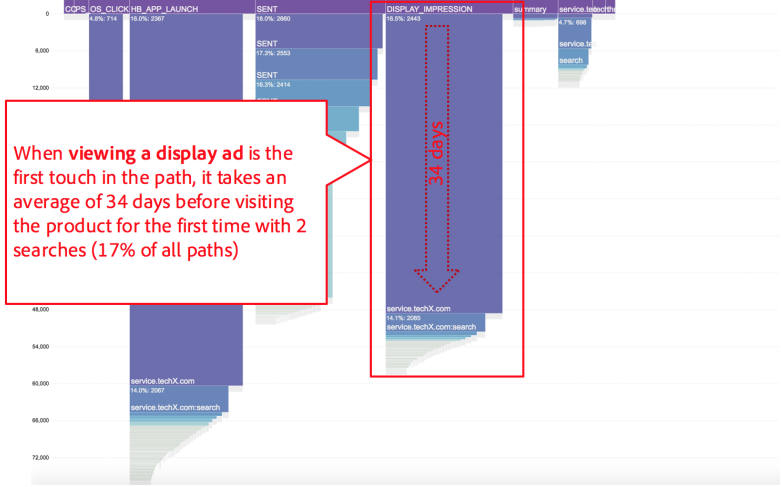 CGPS OS_CLICK HB_APP_LAUNCH SENT DISPLAY_IMPRESSION summary service.te
0
4.8%: 714 16.0%: 2367 18.0%: 2660 16.5%: 2443 4.7%: 698
SENT service.te
6,000
17.3%: 2553
SENT search
16.3%: 2414
12,000
34 days
When viewing a display ad is the
first touch in the path, it takes an
average of 34 days before visiting
the product for the first time with 2
searches (17% of all paths)
48,000
service.techX.com
14.1%: 2085
service.techX.com:search
54,000
service.techX.com
60,000
14.0%: 2067
service.techX.com:search
66,000
72,000